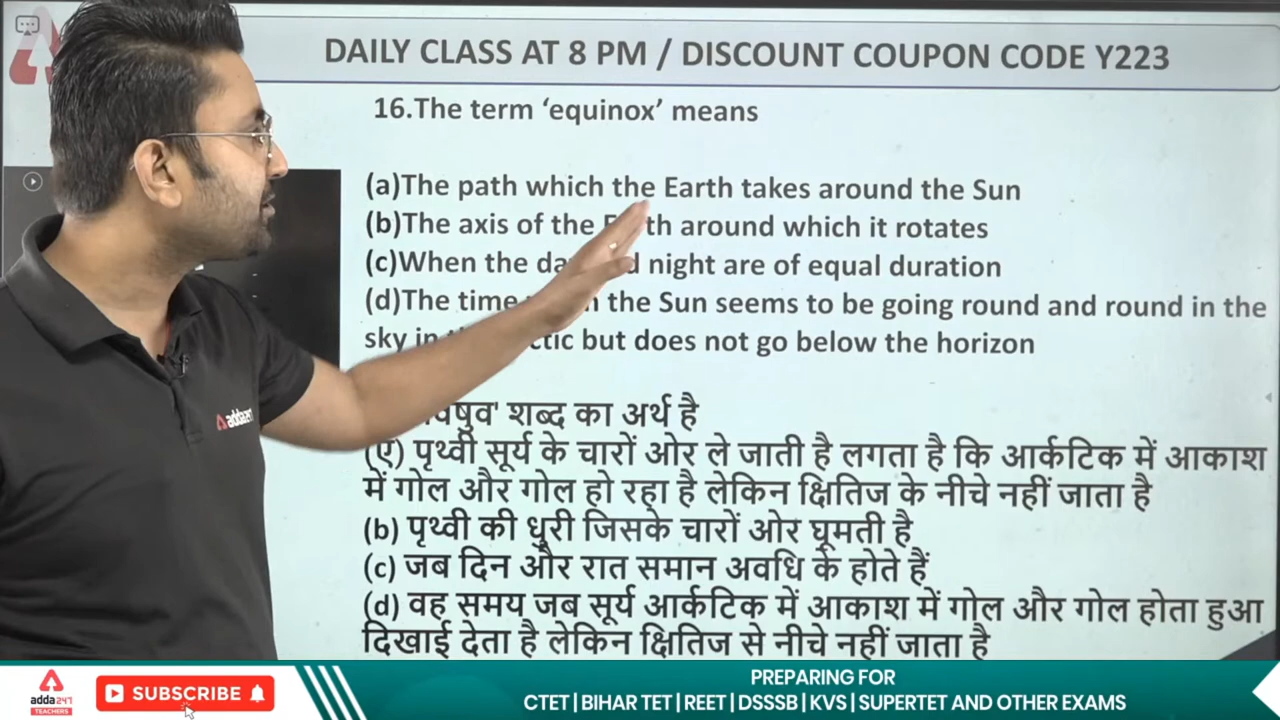 DAILY CLASS AT 8 PM / DISCOUNT COUPON CODE Y223
16.The term ‘equinox’ means
(a)The path which the Earth takes around the Sun
(b)The axis of the around which it rotates
(c)When the night are of equal duration
(d)The time the Sun seems to be going round and round in the
sky in but does not go below the horizon
शब्द का अर्थ है
(ए) पृथ्वी सूर्य के चारों ओर ले जाती है लगता है कि आर्कटिक में आकाश
में गोल और गोल हो रहा है लेकिन क्षितिज के नीचे नहीं जाता है
(b) पृथ्वी की धुरी जिसके चारों ओर घूमती है
(c) जब दिन और रात समान अवधि के होते हैं
(d) वह समय जब सूर्य आर्कटिक में आकाश में गोल और गोल होता हुआ
दिखाई देता है लेकिन क्षितिज से नीचे नहीं जाता है
adda247
adda247
TEACHERS
SUBSCRIBE
PREPARING FOR
CTET | BIHAR TET | REET | DSSSB | KVS | SUPERTET AND OTHER EXAMS